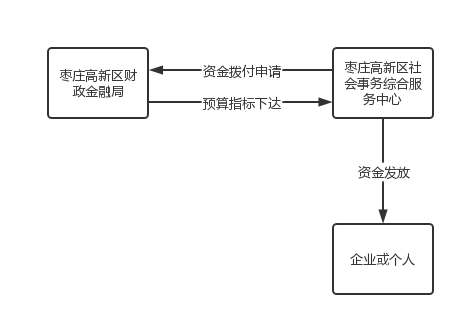 枣庄高新区财
政金融局
资金拨付申请
预算指标下达
枣庄高新区社
会事务综合服
务中心
资金发放
企业或个人